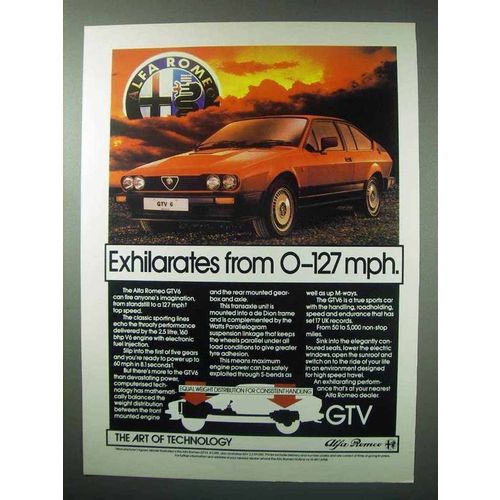 ALFA ROMEO
GTV 6
Exhilarates from 0-127 mph.
The Alfa Romeo GTV6
can fire anyone's imagination,
from standstill to a 127 mph†
top speed.
The classic sporting lines
echo the throaty performance
delivered by the 2.5 litre, 160
bhp V6 engine with electronic
fuel injection.
Slip into the first of five gears
and you're ready to power up to
60 mph in 8.1 seconds†.
But there's more to the GTV6
than devastating power,
computerised tech-
nology has mathemati-
cally balanced the
weight distribution
between the front
mounted engine
and the rear mounted gear-
box and axle.
This transaxle unit is mounted
into a de Dion frame
and is complemented by the
Watts Parallelogram
suspension linkage that keeps
the wheels parallel under all
load conditions to give greater
tyre adhesion.
This means maximum
engine power can be safely
exploited through S-bends as
well as up M-ways.
The GTV6 is a true sports car
with the handling, roadholding,
speed and endurance that has
set 17 UK records.
From 50 to 5,000 non-stop
miles.
Sink into the elegantly con-
toured seats, lower the electric
windows, open the sunroof and
switch on to the ride of your life
in an environment designed
for high speed travel.
An exhilarating perform-
ance that's at your nearest
Alfa Romeo dealer.
EQUAL WEIGHT DISTRIBUTION FOR CONSISTENT HANDLING
GTV
THE ART OF TECHNOLOGY
Alfa Romeo